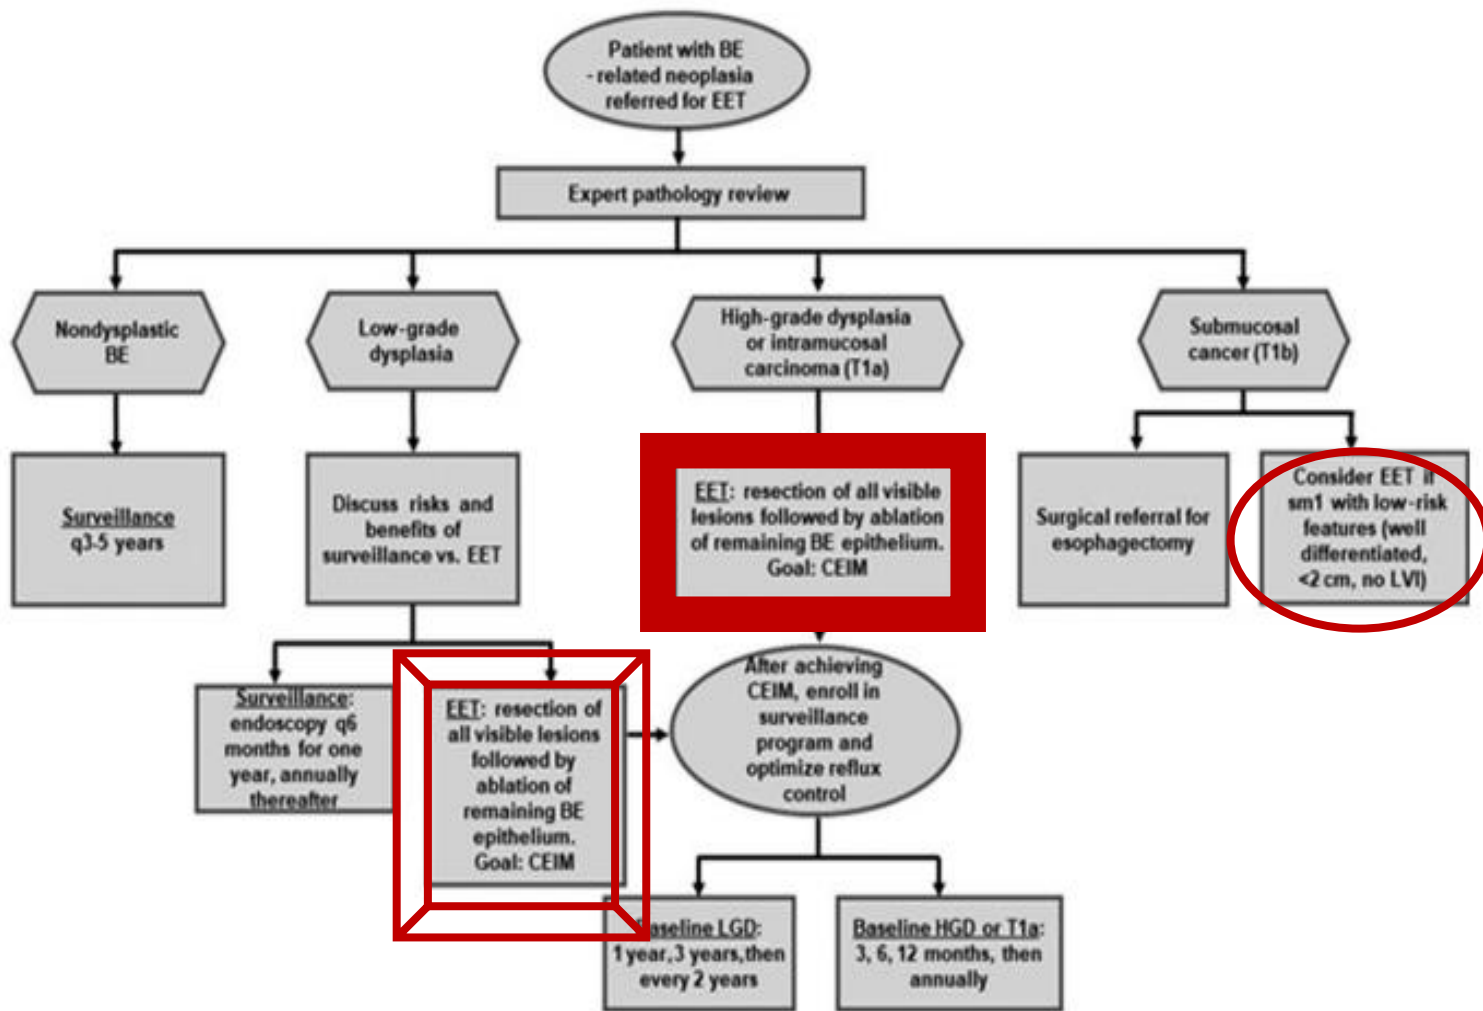 Patient with BE
- related neoplasia
referred for EET
Expert pathology review
Nondysplastic
BE
Low-grade
dysplasia
High-grade dysplasia
or intramucosal
carcinoma (T1a)
Submucosal
cancer (T1b)
Surveillance
q3-5 years
Discuss risks and
benefits of
surveillance vs. EET
EET: resection of all visible
lesions followed by ablation
of remaining BE epithelium.
Goal: CEIM
Surgical referral for
esophagectomy
Consider EET if
sm1 with low-risk
features (well
differentiated,
<2 cm, no LVI)
Surveillance:
endoscopy q6
months for one
year, annually
thereafter
EET: resection of
all visible lesions
followed by
ablation of
remaining BE
epithelium.
Goal: CEIM
After achieving
CEIM, enroll in
surveillance
program and
optimize reflux
control
Baseline LGD:
1 year, 3 years, then
every 2 years
Baseline HGD or T1a:
3, 6, 12 months, then
annually